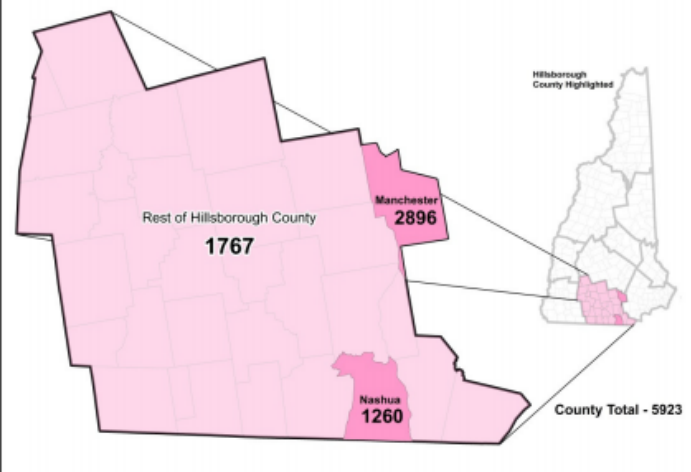 Hillsborough
County Highlighted
Manchester
2896
Rest of Hillsborough County
1767
Nashua
1260
County Total - 5923